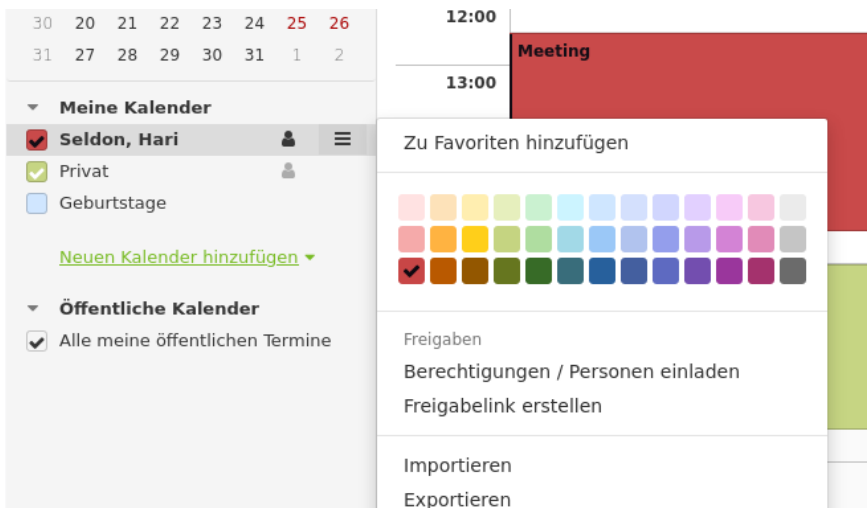 30 20 21 22 23 24 25 26
31 27 28 29 30 31 1 2
Meine Kalender
Seldon, Hari
Privat
Geburtstage
Neuen Kalender hinzufügen
Öffentliche Kalender
Alle meine öffentlichen Termine
12:00
Meeting
13:00
Zu Favoriten hinzufügen
Freigaben
Berechtigungen / Personen einladen
Freigabelink erstellen
Importieren
Exportieren